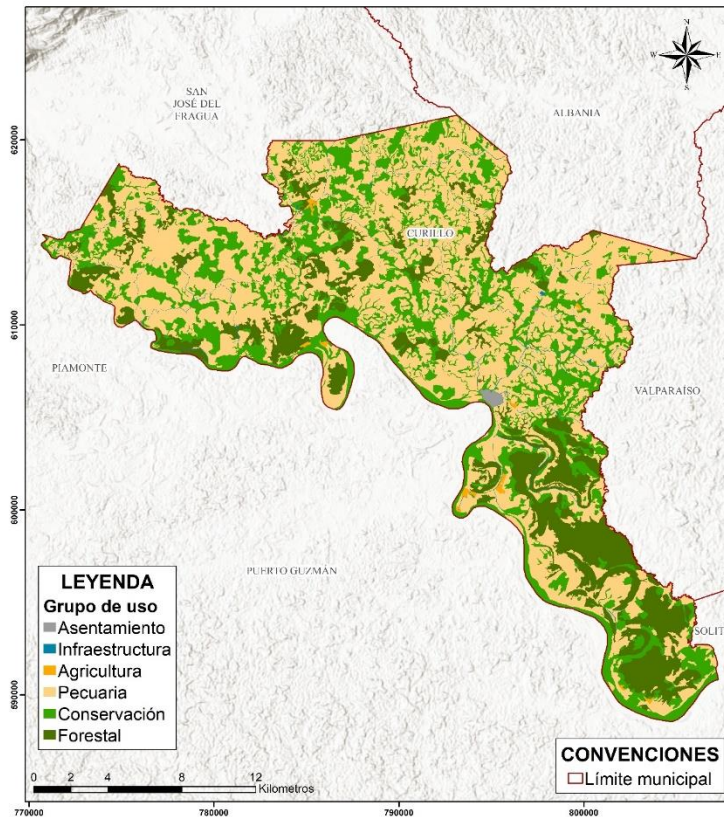 N
W
E
S
SAN
JOSÉ DEL
FRAGUA
ALBANIA
620000
CURILLO
610000
PIAMONTE
VALPARAÍSO
600000
PUERTO GUZMÁN
SOLIT
LEYENDA
Grupo de uso
Asentamiento
Infraestructura
Agricultura
Pecuaria
Conservación
Forestal
590000
CONVENCIONES
Límite municipal
0 2 4 8 12
Kilometros
770000 780000 790000 800000